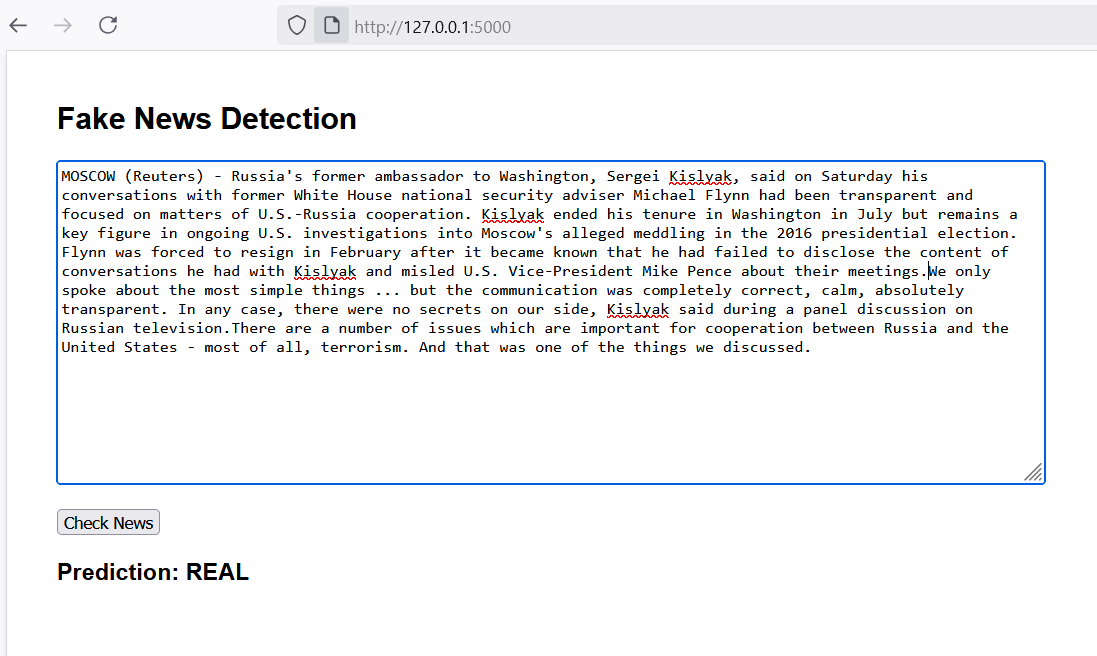 http://127.0.0.1:5000
Fake News Detection
MOSCOW (Reuters) - Russia's former ambassador to Washington, Sergei Kislyak, said on Saturday his
conversations with former White House national security adviser Michael Flynn had been transparent and
focused on matters of U.S.-Russia cooperation. Kislyak ended his tenure in Washington in July but remains a
key figure in ongoing U.S. investigations into Moscow's alleged meddling in the 2016 presidential election.
Flynn was forced to resign in February after it became known that he had failed to disclose the content of
conversations he had with Kislyak and misled U.S. Vice-President Mike Pence about their meetings.We only
spoke about the most simple things ... but the communication was completely correct, calm, absolutely
transparent. In any case, there were no secrets on our side, Kislyak said during a panel discussion on
Russian television.There are a number of issues which are important for cooperation between Russia and the
United States - most of all, terrorism. And that was one of the things we discussed.
Check News
Prediction: REAL